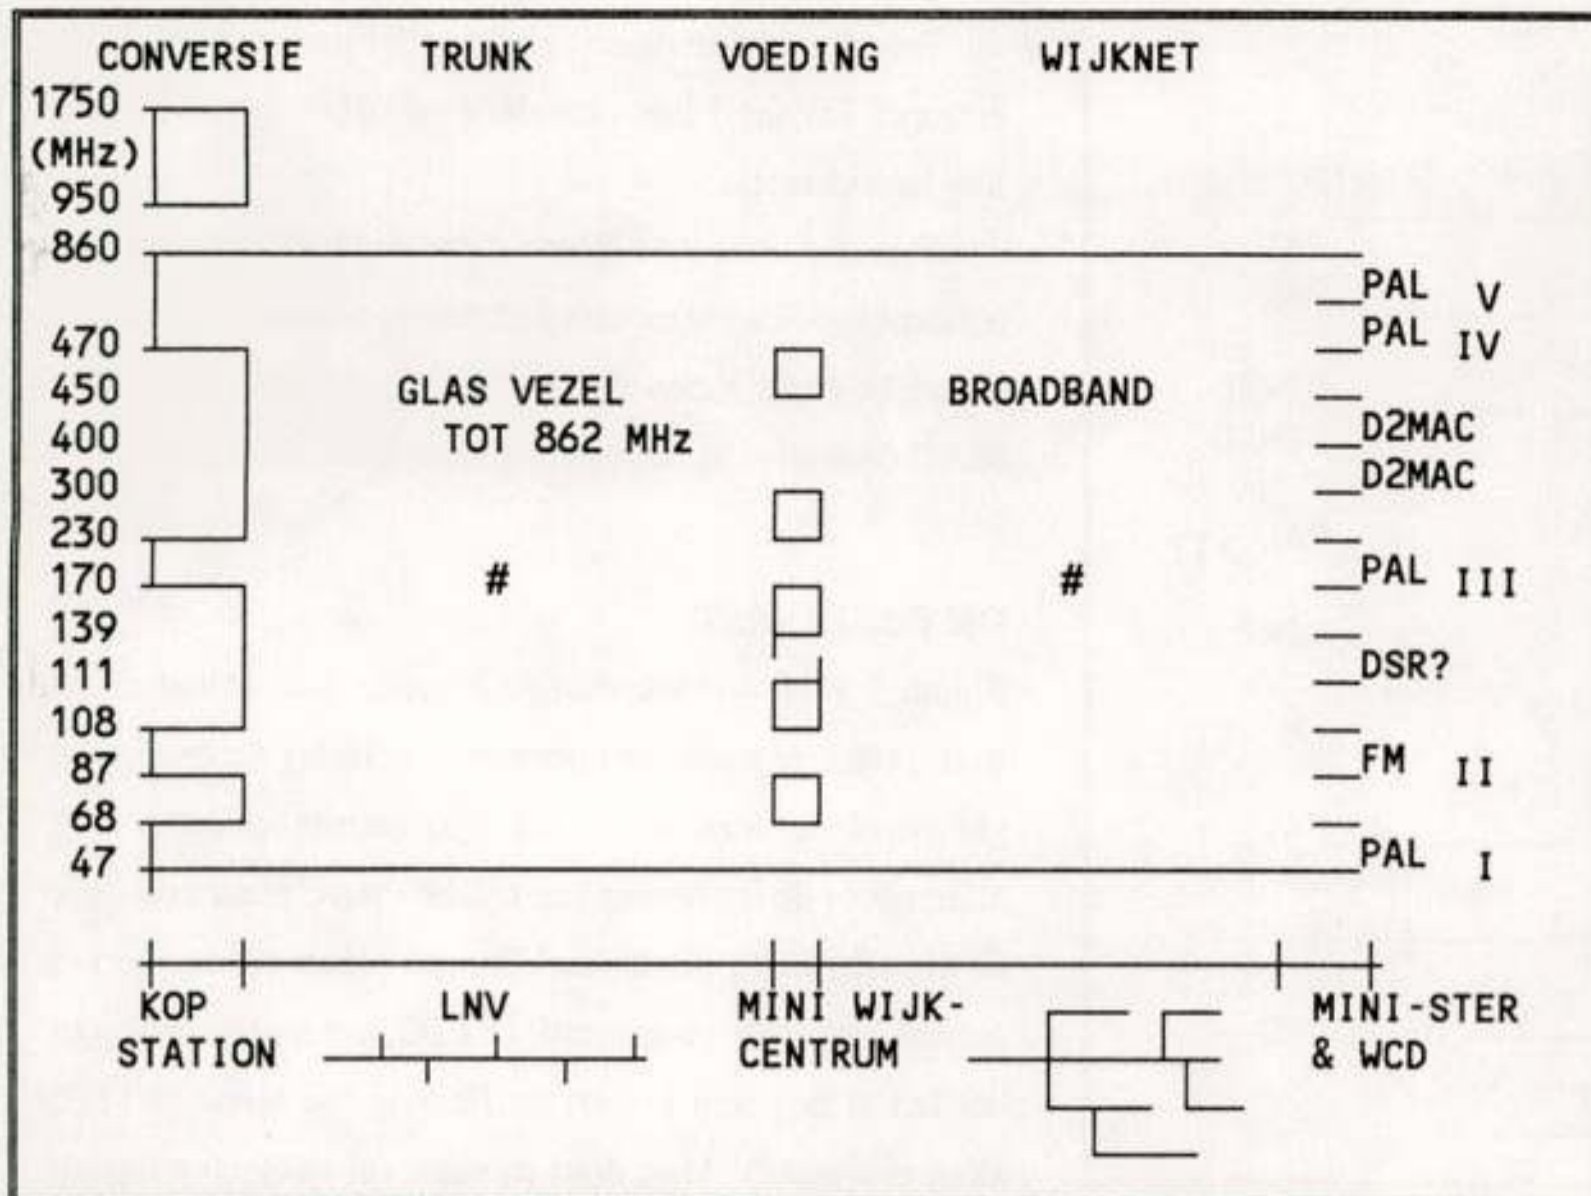 CONVERSIE TRUNK VOEDING WIJKNET
1750
(MHz)
950
860
PAL V
470 PAL IV
450 GLAS VEZEL BROADBAND
400 TOT 862 MHz D2MAC
300 D2MAC
230
170 # # PAL III
139
111 DSR?
108
87 FM II
68
47 PAL I
KOP LNV MINI WIJK- MINI-STER
STATION CENTRUM & WCD